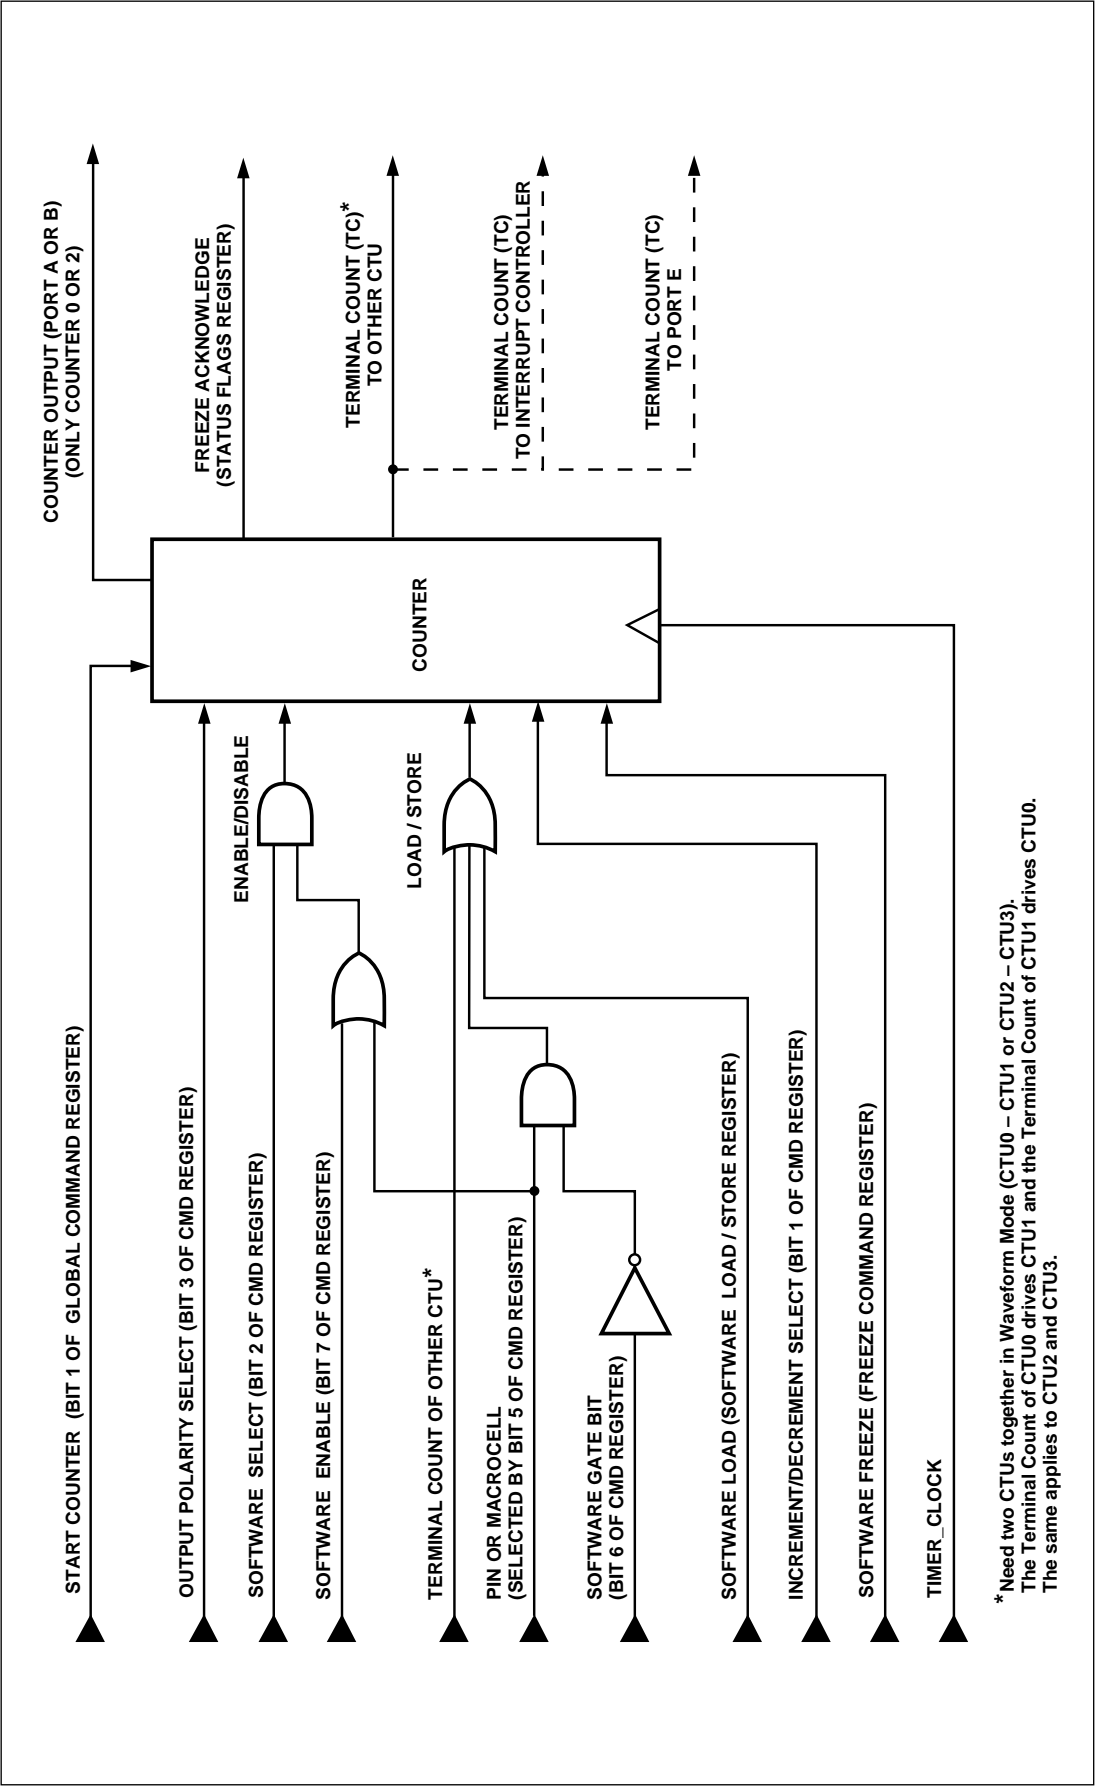 START COUNTER (BIT 1 OF GLOBAL COMMAND REGISTER)
OUTPUT POLARITY SELECT (BIT 3 OF CMD REGISTER)
SOFTWARE SELECT (BIT 2 OF CMD REGISTER)
SOFTWARE ENABLE (BIT 7 OF CMD REGISTER)
TERMINAL COUNT OF OTHER CTU*
PIN OR MACROCELL
(SELECTED BY BIT 5 OF CMD REGISTER)
SOFTWARE GATE BIT
(BIT 6 OF CMD REGISTER)
SOFTWARE LOAD (SOFTWARE LOAD / STORE REGISTER)
INCREMENT/DECREMENT SELECT (BIT 1 OF CMD REGISTER)
SOFTWARE FREEZE (FREEZE COMMAND REGISTER)
TIMER_CLOCK
ENABLE/DISABLE
LOAD / STORE
COUNTER
COUNTER OUTPUT (PORT A OR B)
(ONLY COUNTER 0 OR 2)
FREEZE ACKNOWLEDGE
(STATUS FLAGS REGISTER)
TERMINAL COUNT (TC)*
TO OTHER CTU
TERMINAL COUNT (TC)
TO INTERRUPT CONTROLLER
TERMINAL COUNT (TC)
TO PORT E
*Need two CTUs together in Waveform Mode (CTU0 – CTU1 or CTU2 – CTU3).
The Terminal Count of CTU0 drives CTU1 and the Terminal Count of CTU1 drives CTU0.
The same applies to CTU2 and CTU3.